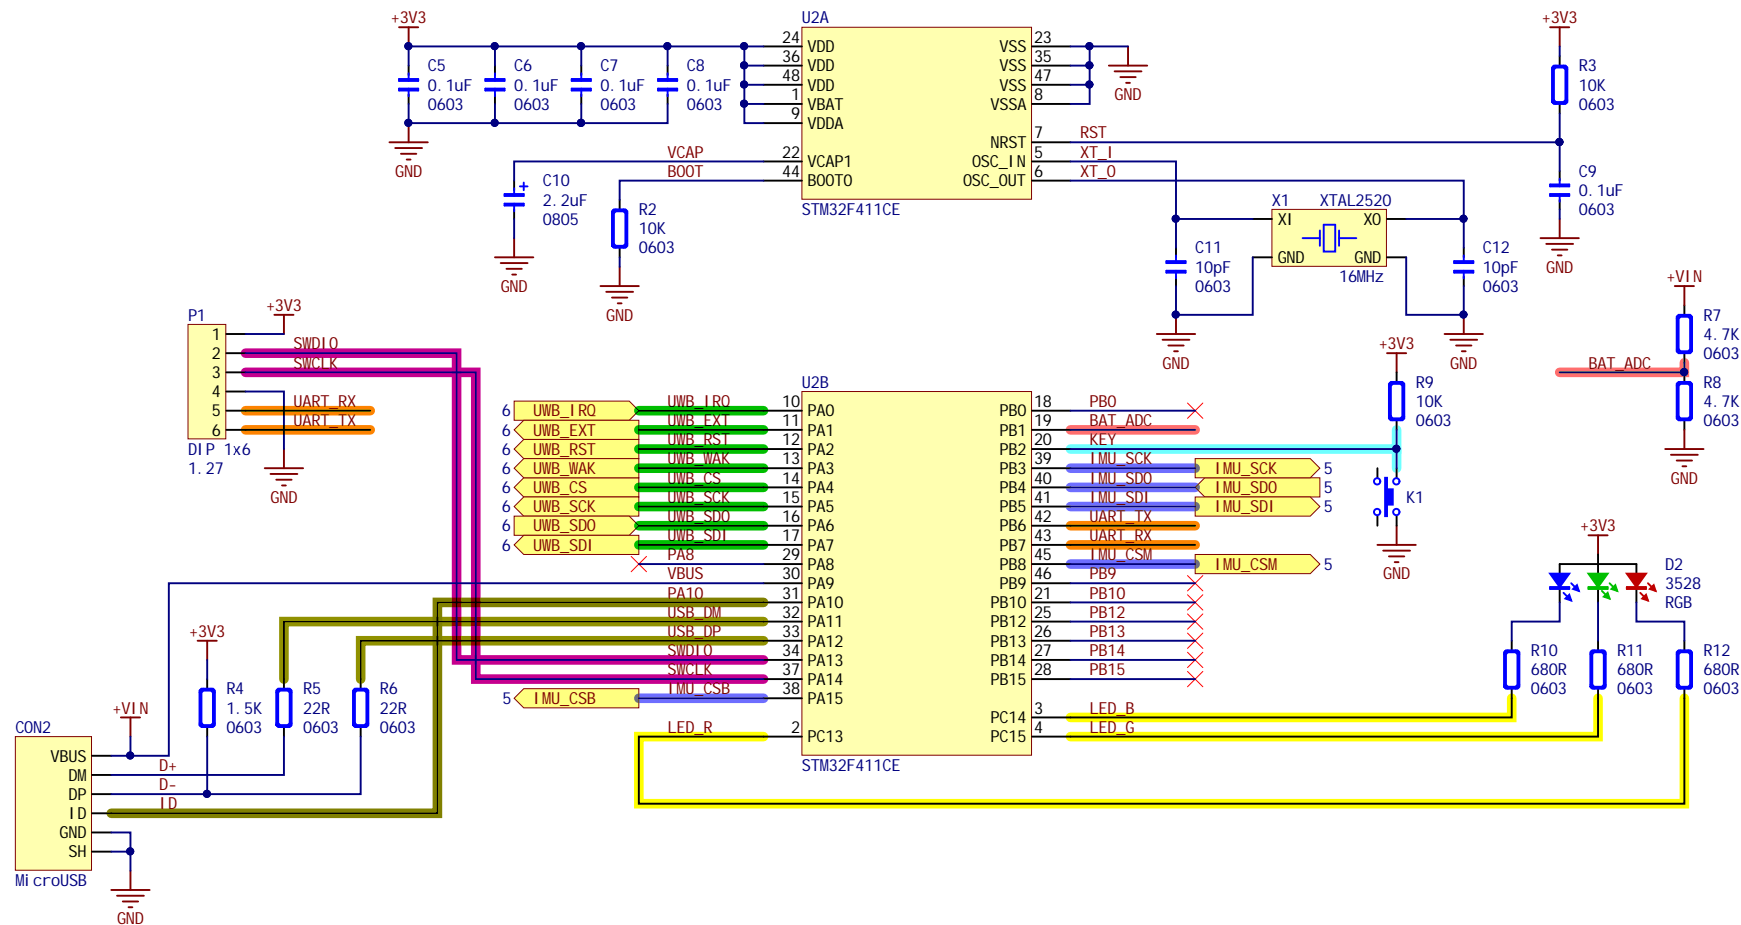 +3V3
C5
0.1uF
0603
C6
0.1uF
0603
C7
0.1uF
0603
C8
0.1uF
0603
GND
U2A
24 VDD
36 VDD
48 VDD
1 VBAT
9 VDDA
VCAP 22 VCAP1
BOOT 44 BOOT0
VSS 23
VSS 35
VSS 47
VSSA 8
NRST 7 RST
OSC_IN 5 XT_I
OSC_OUT 6 XT_O
STM32F411CE
GND
C10
2.2uF
0805
GND
R2
10K
0603
GND
+3V3
R3
10K
0603
C9
0.1uF
0603
GND
X1 XTAL2520
XI XO
GND GND
16MHz
C11
10pF
0603
GND
C12
10pF
0603
GND
+VIN
R7
4.7K
0603
BAT_ADC
R8
4.7K
0603
GND
P1
+3V3
1
2 SWDIO
3 SWCLK
4
5 UART_RX
6 UART_TX
DIP 1x6
1.27
GND
U2B
6 UWB_IRQ UWB_IRQ 10 PA0
6 UWB_EXT UWB_EXT 11 PA1
6 UWB_RST UWB_RST 12 PA2
6 UWB_WAK UWB_WAK 13 PA3
6 UWB_CS UWB_CS 14 PA4
6 UWB_SCK UWB_SCK 15 PA5
6 UWB_SDO UWB_SDO 16 PA6
6 UWB_SDI UWB_SDI 17 PA7
PA8 29 PA8
VBUS 30 PA9
PA10 31 PA10
USB_DM 32 PA11
USB_DP 33 PA12
SWDIO 34 PA13
SWCLK 37 PA14
5 IMU_CSB IMU_CSB 38 PA15
LED_R 2 PC13
PB0 18 PB0
PB1 19 BAT_ADC
PB2 20 KEY
PB3 39 IMU_SCK IMU_SCK 5
PB4 40 IMU_SDO IMU_SDO 5
PB5 41 IMU_SDI IMU_SDI 5
PB6 42 UART_TX
PB7 43 UART_RX
PB8 45 IMU_CSM IMU_CSM 5
PB9 46 PB9
PB10 21 PB10
PB12 25 PB12
PB13 26 PB13
PB14 27 PB14
PB15 28 PB15
PC14 3 LED_B
PC15 4 LED_G
STM32F411CE
+3V3
R9
10K
0603
K1
GND
+3V3
D2
3528
RGB
R10
680R
0603
R11
680R
0603
R12
680R
0603
+3V3
R4
1.5K
0603
R5
22R
0603
R6
22R
0603
+VIN
CON2
VBUS
DM D+
DP D-
ID ID
GND
SH
MicroUSB
GND